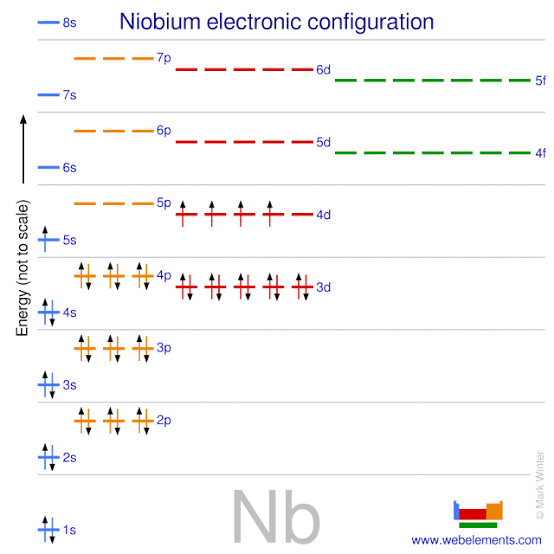 Niobium electronic configuration
8s
7p
6d
5f
7s
6p
5d
4f
6s
5p
4d
5s
4p
3d
4s
3p
3s
2p
2s
1s
Energy (not to scale)
Nb
© Mark Winter
www.webelements.com